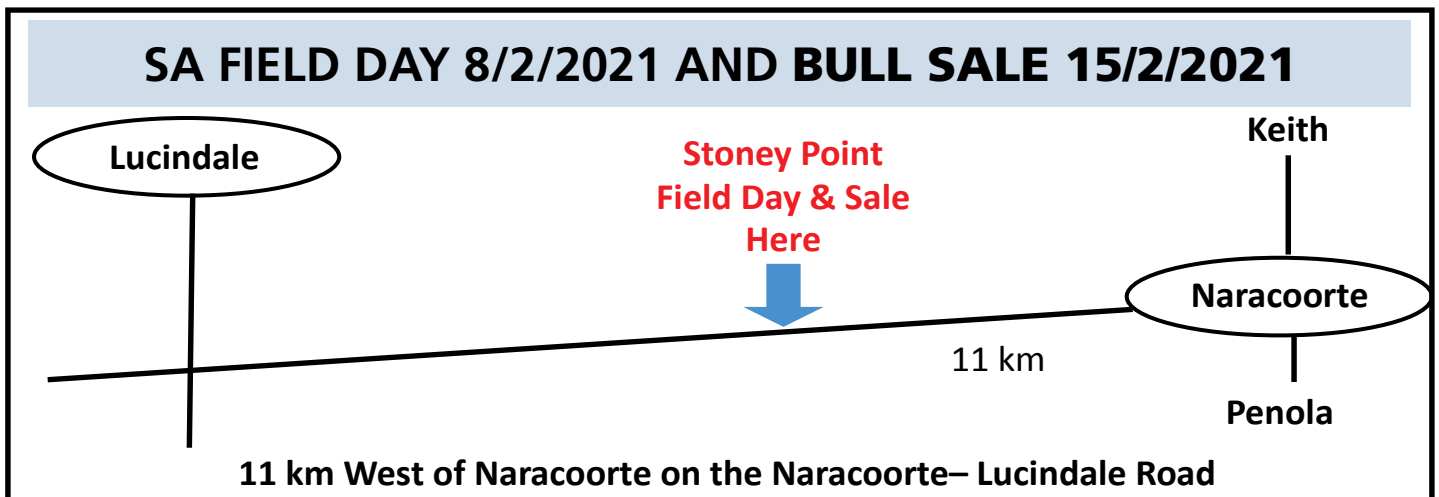 SA FIELD DAY 8/2/2021 AND BULL SALE 15/2/2021
Lucindale
Stoney Point
Field Day & Sale
Here
Keith
Naracoorte
11 km
Penola
11 km West of Naracoorte on the Naracoorte– Lucindale Road